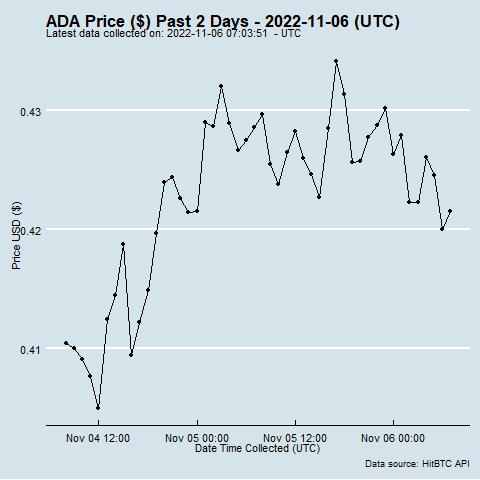 ADA Price ($) Past 2 Days - 2022-11-06 (UTC)
Latest data collected on: 2022-11-06 07:03:51 - UTC
0.43
0.42
0.41
Price USD ($)
Nov 04 12:00 Nov 05 00:00 Nov 05 12:00 Nov 06 00:00
Date Time Collected (UTC)
Data source: HitBTC API